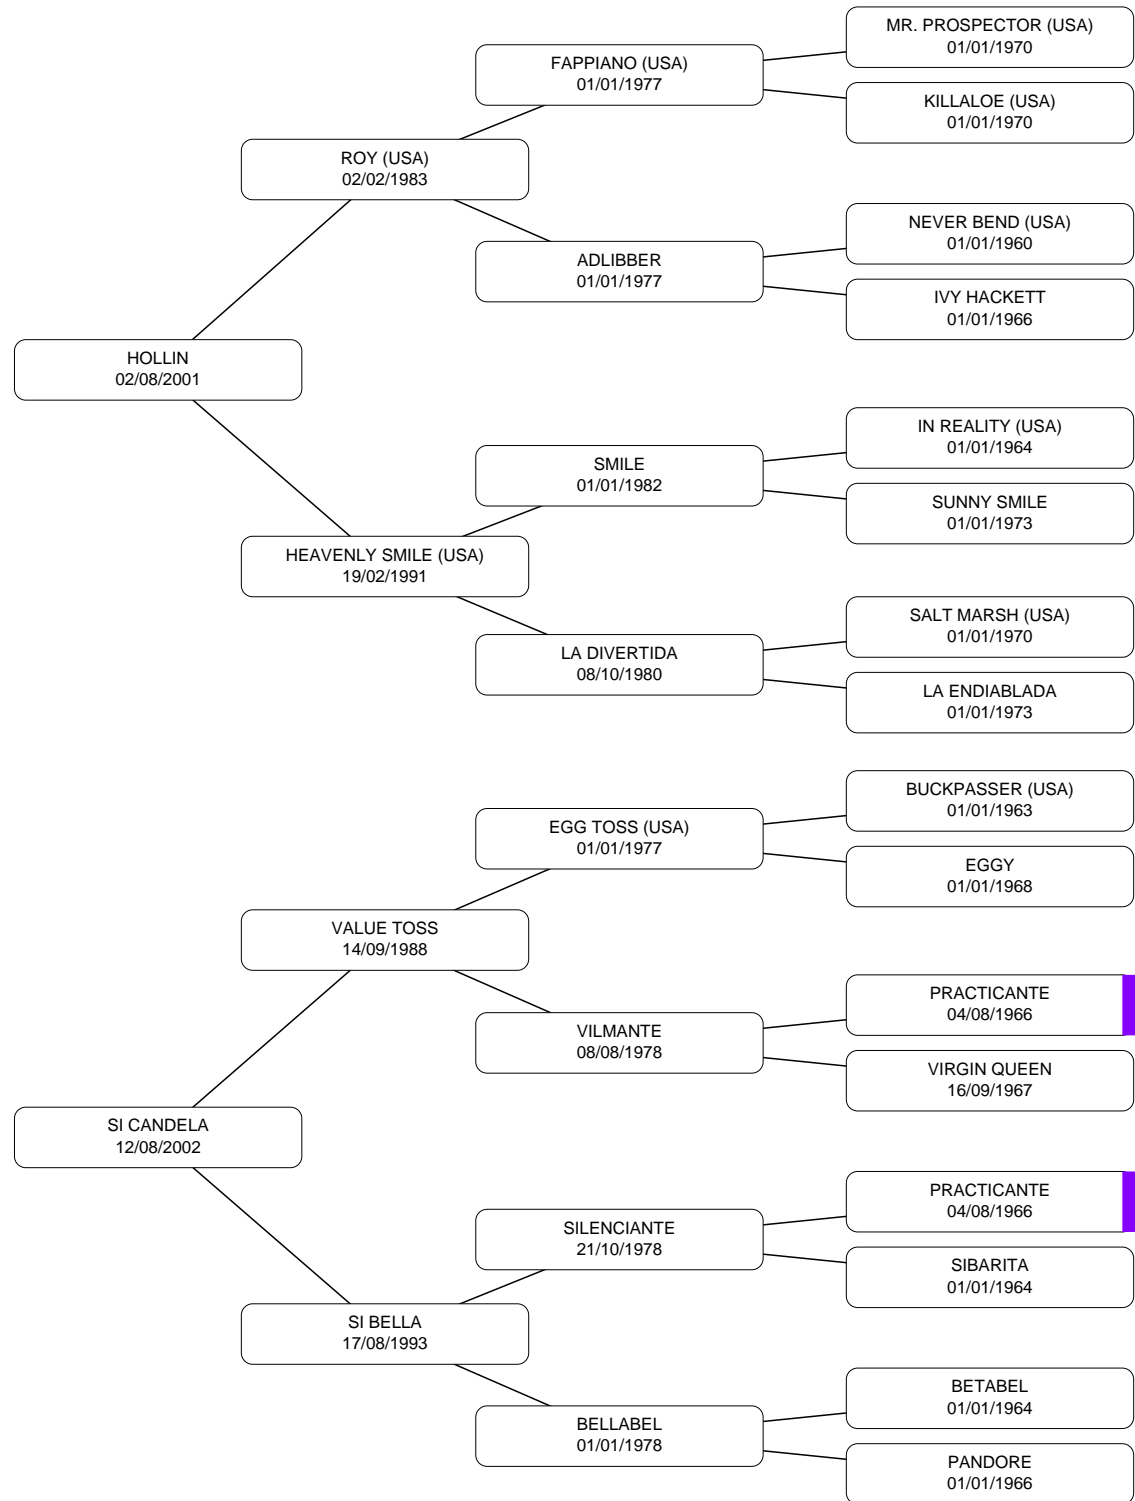 MR. PROSPECTOR (USA)
01/01/1970
FAPPIANO (USA)
01/01/1977
KILLALOE (USA)
01/01/1970
ROY (USA)
02/02/1983
NEVER BEND (USA)
01/01/1960
ADLIBBER
01/01/1977
IVY HACKETT
01/01/1966
HOLLIN
02/08/2001
IN REALITY (USA)
01/01/1964
SMILE
01/01/1982
SUNNY SMILE
01/01/1973
HEAVENLY SMILE (USA)
19/02/1991
SALT MARSH (USA)
01/01/1970
LA DIVERTIDA
08/10/1980
LA ENDIABLADA
01/01/1973
BUCKPASSER (USA)
01/01/1963
EGG TOSS (USA)
01/01/1977
EGGY
01/01/1968
VALUE TOSS
14/09/1988
PRACTICANTE
04/08/1966
VILMANTE
08/08/1978
VIRGIN QUEEN
16/09/1967
SI CANDELA
12/08/2002
PRACTICANTE
04/08/1966
SILENCIANTE
21/10/1978
SIBARITA
01/01/1964
SI BELLA
17/08/1993
BETABEL
01/01/1964
BELLABEL
01/01/1978
PANDORE
01/01/1966